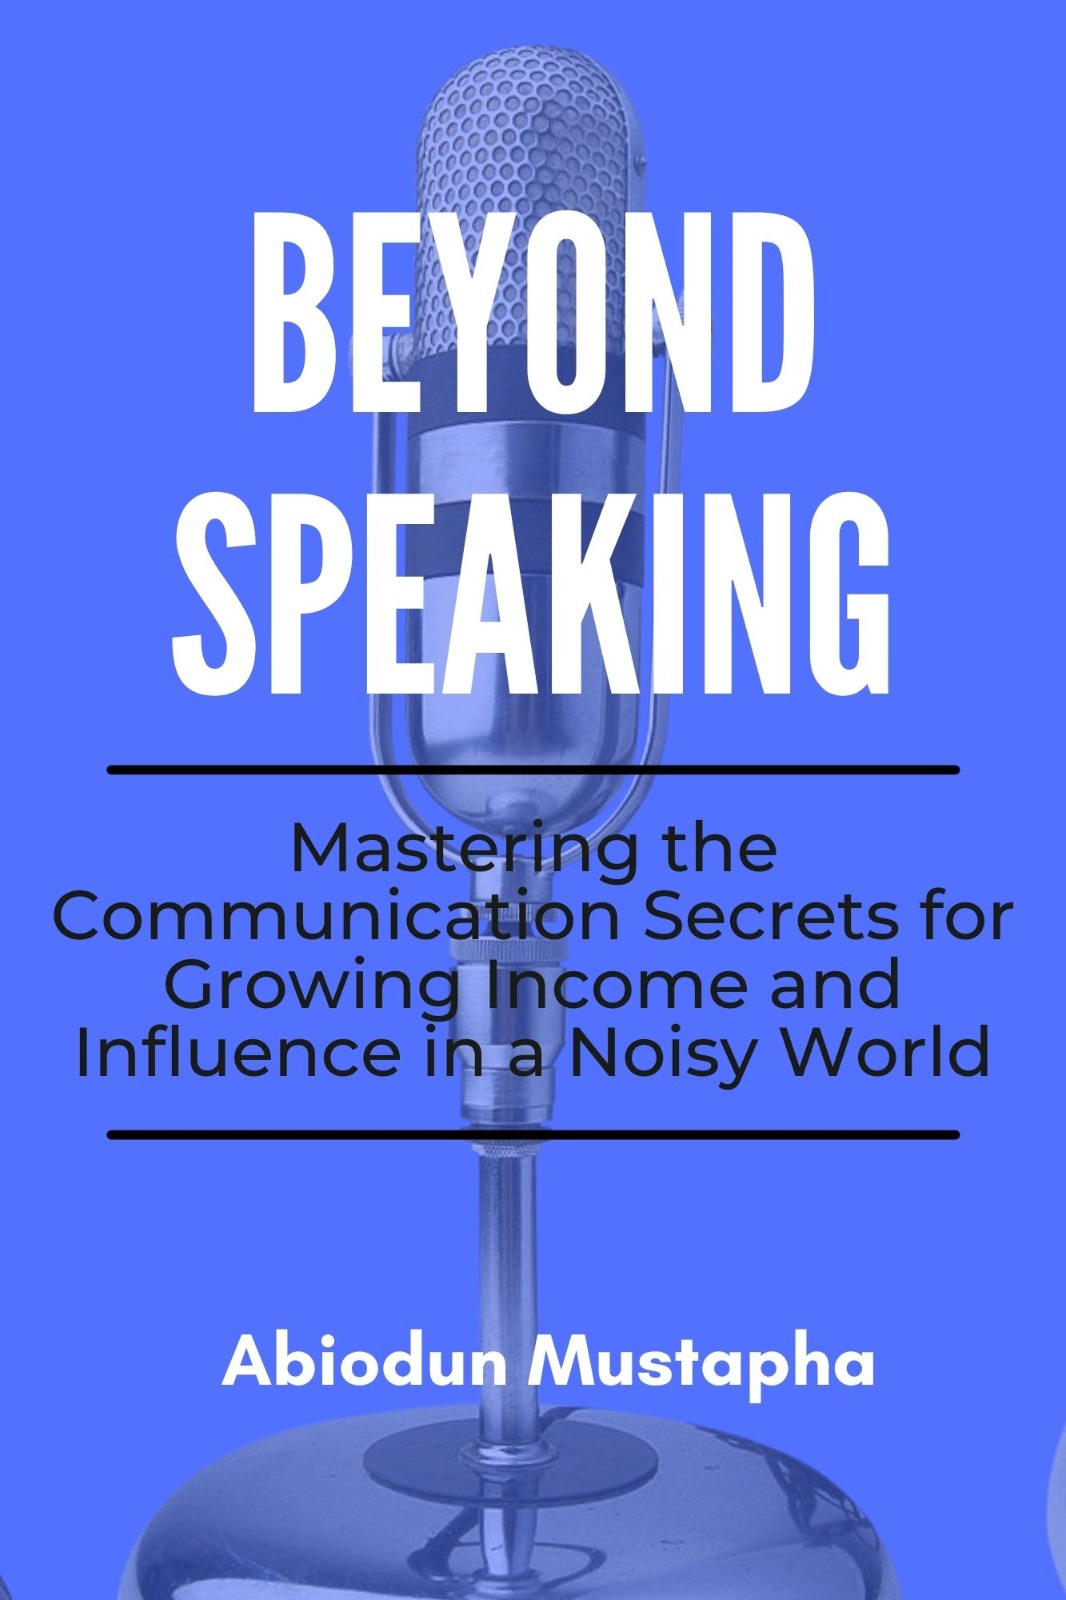 BEYOND
SPEAKING
Mastering the
Communication Secrets for
Growing Income and
Influence in a Noisy World
Abiodun Mustapha